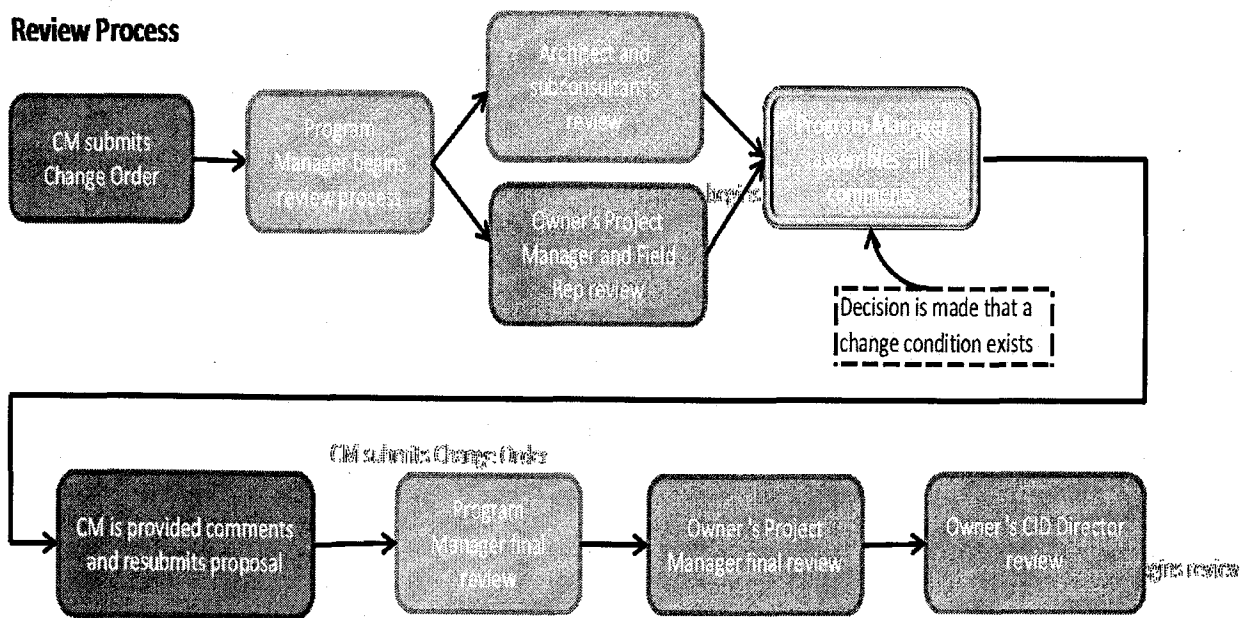 Review Process
CM submits
Change Order
Program
Manager begins
review process
Architect and
subconsultant's
review
Owner's Project
Manager and Field
Rep review
begins
Program Manager
assembles all
comments
Decision is made that a
change condition exists
CM is provided comments
and resubmits proposal
CM submits Change Order
Program
Manager final
review
Owner's Project
Manager final review
Owner's CID Director
review
gins review